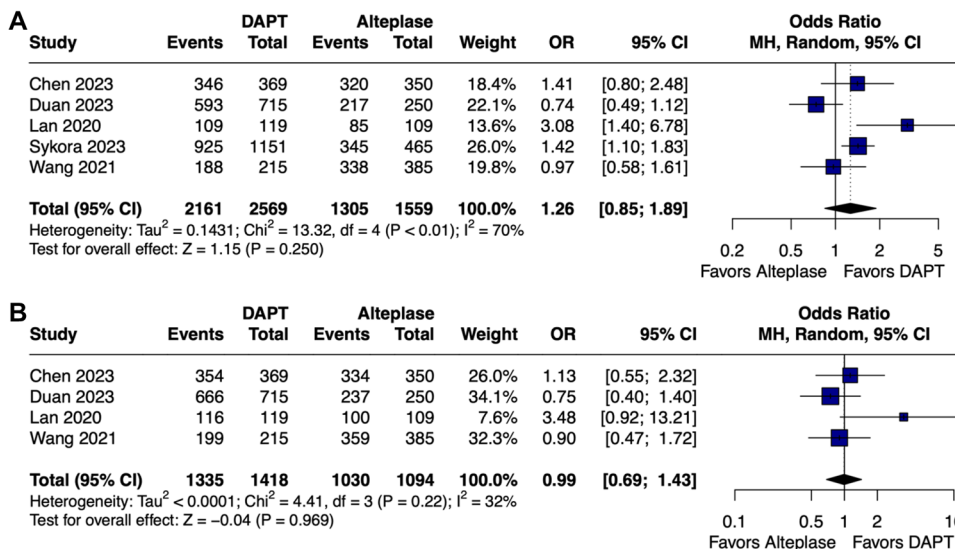 A DAPT Alteplase Odds Ratio
Study Events Total Events Total Weight OR 95% CI MH, Random, 95% CI
Chen 2023 346 369 320 350 18.4% 1.41 [0.80; 2.48]
Duan 2023 593 715 217 250 22.1% 0.74 [0.49; 1.12]
Lan 2020 109 119 85 109 13.6% 3.08 [1.40; 6.78]
Sykora 2023 925 1151 345 465 26.0% 1.42 [1.10; 1.83]
Wang 2021 188 215 338 385 19.8% 0.97 [0.58; 1.61]
Total (95% CI) 2161 2569 1305 1559 100.0% 1.26 [0.85; 1.89]
Heterogeneity: Tau² = 0.1431; Chi² = 13.32, df = 4 (P < 0.01); I² = 70%
Test for overall effect: Z = 1.15 (P = 0.250)
0.2 0.5 1 2 5
Favors Alteplase Favors DAPT
B DAPT Alteplase Odds Ratio
Study Events Total Events Total Weight OR 95% CI MH, Random, 95% CI
Chen 2023 354 369 334 350 26.0% 1.13 [0.55; 2.32]
Duan 2023 666 715 237 250 34.1% 0.75 [0.40; 1.40]
Lan 2020 116 119 100 109 7.6% 3.48 [0.92; 13.21]
Wang 2021 199 215 359 385 32.3% 0.90 [0.47; 1.72]
Total (95% CI) 1335 1418 1030 1094 100.0% 0.99 [0.69; 1.43]
Heterogeneity: Tau² < 0.0001; Chi² = 4.41, df = 3 (P = 0.22); I² = 32%
Test for overall effect: Z = −0.04 (P = 0.969)
0.1 0.5 1 2
Favors Alteplase Favors DAPT